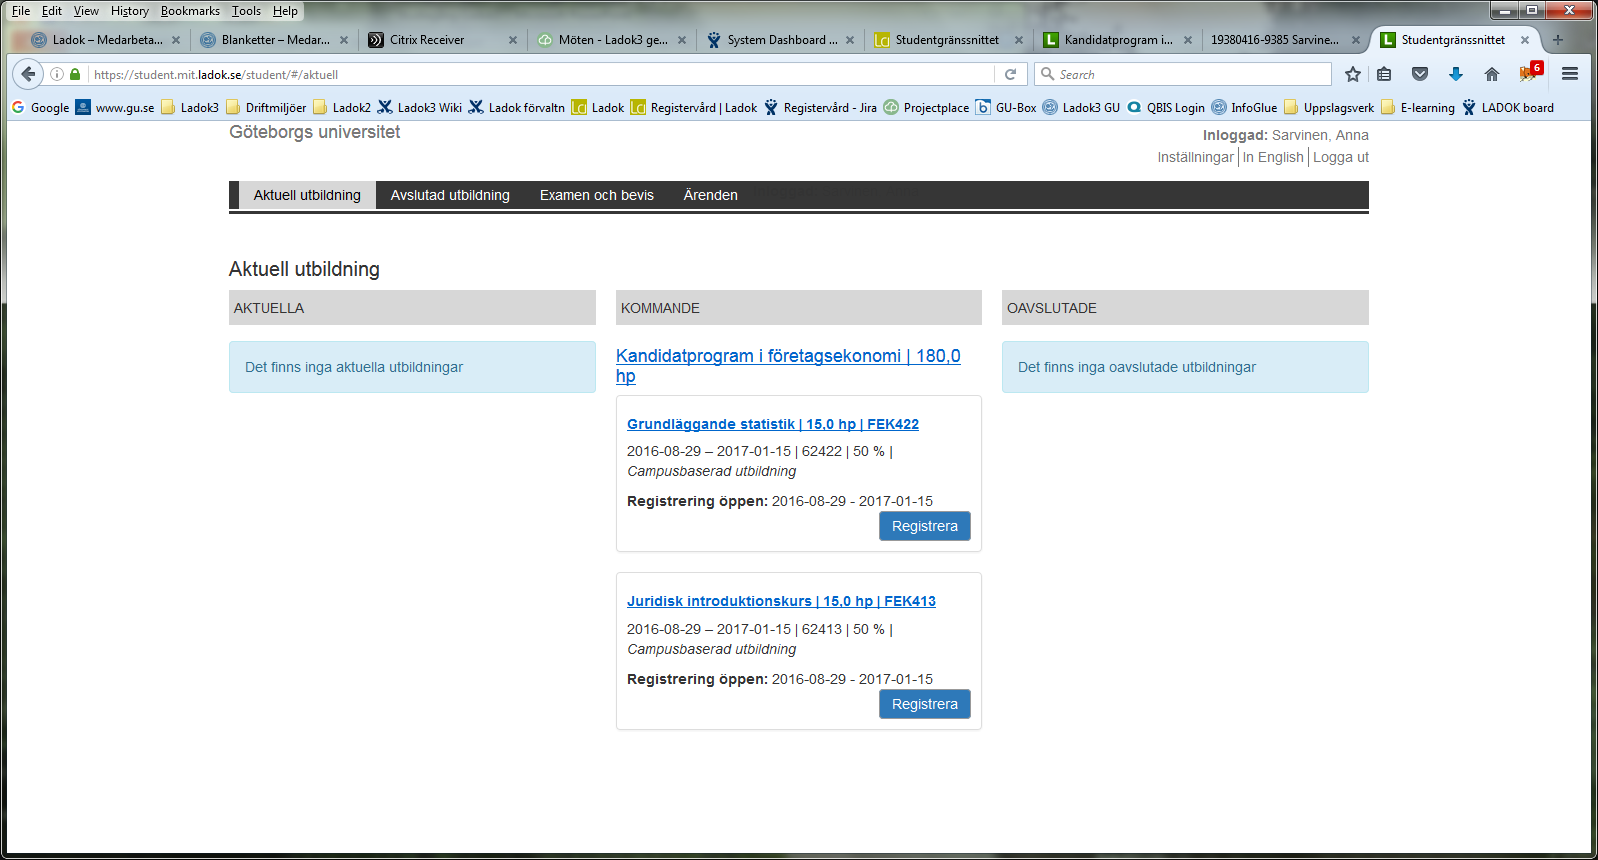 File Edit View History Bookmarks Tools Help
Ladok – Medarbeta... Blanketter – Medar... Citrix Receiver Möten - Ladok3 ge... System Dashboard ... Studentgränssnittet Kandidatprogram i... 19380416-9385 Sarvine... Studentgränssnittet
https://student.mit.ladok.se/student/#/aktuell Search 6
Google www.gu.se Ladok3 Driftmiljöer Ladok2 Ladok3 Wiki Ladok förvaltn Ladok Registervård | Ladok Registervård - Jira Projectplace GU-Box Ladok3 GU QBIS Login InfoGlue Uppslagsverk E-learning LADOK board
Göteborgs universitet
Inloggad: Sarvinen, Anna
Inställningar In English Logga ut
Aktuell utbildning Avslutad utbildning Examen och bevis Ärenden
Aktuell utbildning
AKTUELLA
Det finns inga aktuella utbildningar
KOMMANDE
Kandidatprogram i företagsekonomi | 180,0
hp
Grundläggande statistik | 15,0 hp | FEK422
2016-08-29 – 2017-01-15 | 62422 | 50 % |
Campusbaserad utbildning
Registrering öppen: 2016-08-29 - 2017-01-15
Registrera
Juridisk introduktionskurs | 15,0 hp | FEK413
2016-08-29 – 2017-01-15 | 62413 | 50 % |
Campusbaserad utbildning
Registrering öppen: 2016-08-29 - 2017-01-15
Registrera
OAVSLUTADE
Det finns inga oavslutade utbildningar